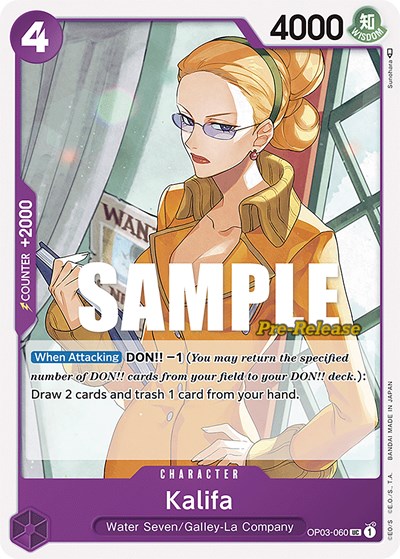 4
4000
知
WISDOM
Sunohara
COUNTER +2000
WAN
SAMPLE
Pre-Release
When Attacking DON!! −1 (You may return the specified
number of DON!! cards from your field to your DON!! deck.):
Draw 2 cards and trash 1 card from your hand.
©E.O./S. ©E.O./S., T.A. BANDAI MADE IN JAPAN
CHARACTER
Kalifa
Water Seven/Galley-La Company
OP03-060 UC 1